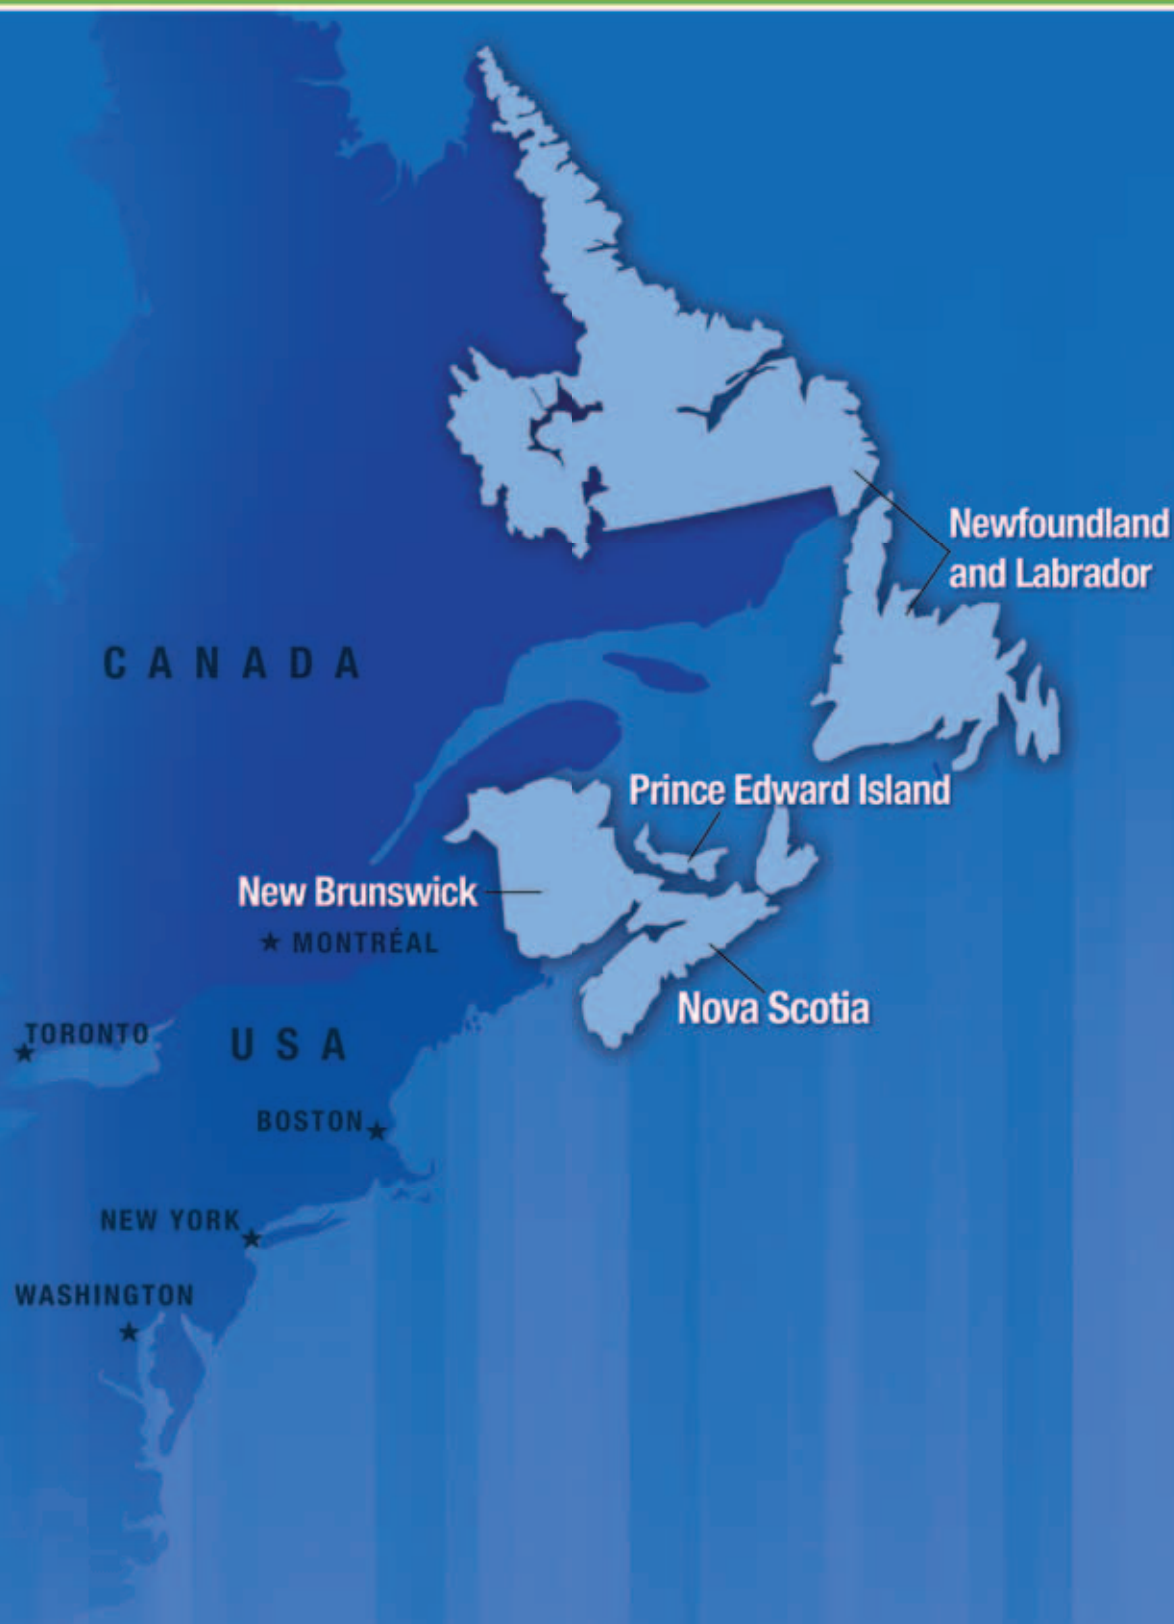 Newfoundland
and Labrador
CANADA
Prince Edward Island
New Brunswick
MONTRÉAL
Nova Scotia
TORONTO
USA
BOSTON
NEW YORK
WASHINGTON